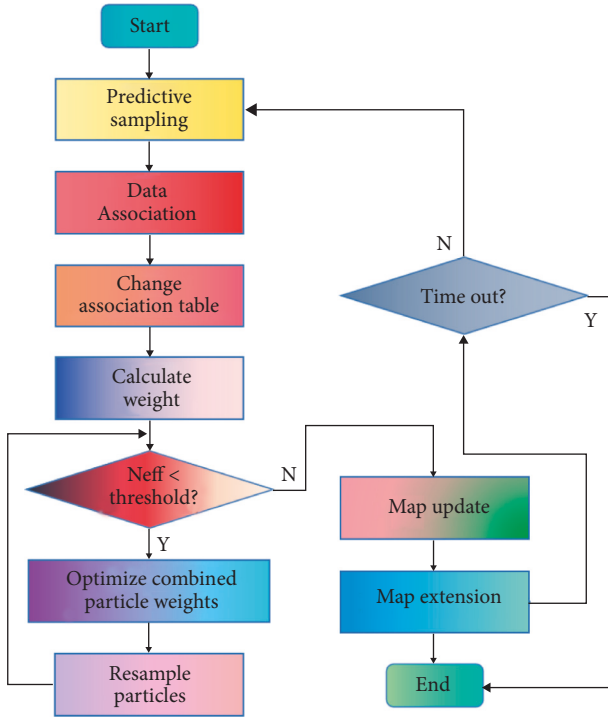 Start
Predictive
sampling
Data
Association
Change
association table
Calculate
weight
Neff <
threshold?
N
Y
Optimize combined
particle weights
Resample
particles
Map update
Map extension
End
N
Time out?
Y